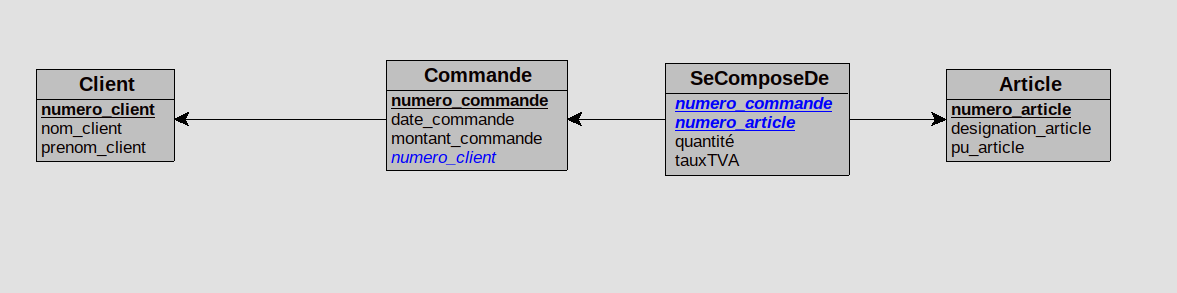 Client
numero_client
nom_client
prenom_client
Commande
numero_commande
date_commande
montant_commande
numero_client
SeComposeDe
numero_commande
numero_article
quantité
tauxTVA
Article
numero_article
designation_article
pu_article